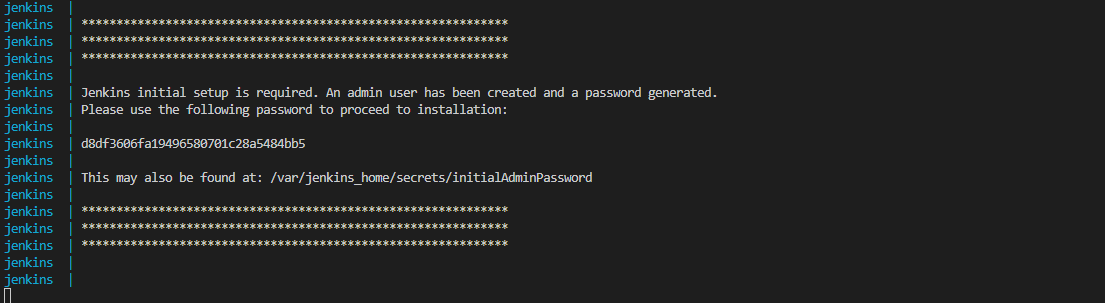 jenkins |
jenkins | *************************************************************
jenkins | *************************************************************
jenkins | *************************************************************
jenkins |
jenkins | Jenkins initial setup is required. An admin user has been created and a password generated.
jenkins | Please use the following password to proceed to installation:
jenkins |
jenkins | d8df3606fa19496580701c28a5484bb5
jenkins |
jenkins | This may also be found at: /var/jenkins_home/secrets/initialAdminPassword
jenkins |
jenkins | *************************************************************
jenkins | *************************************************************
jenkins | *************************************************************
jenkins |
jenkins |